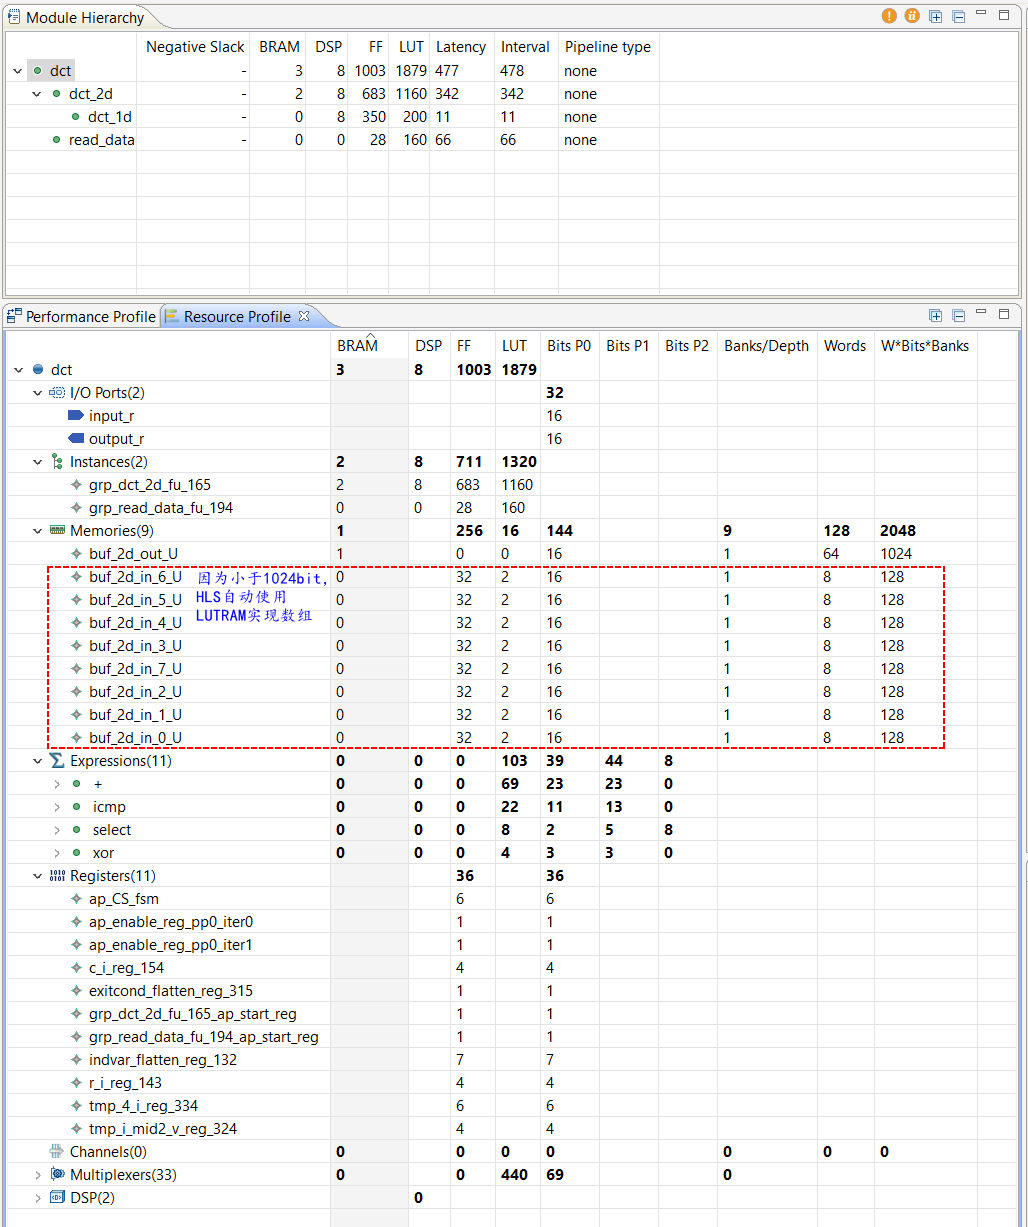 Module Hierarchy
Negative Slack BRAM DSP FF LUT Latency Interval Pipeline type
dct - 3 8 1003 1879 477 478 none
dct_2d - 2 8 683 1160 342 342 none
dct_1d - 0 8 350 200 11 11 none
read_data - 0 0 28 160 66 66 none
Performance Profile Resource Profile
BRAM DSP FF LUT Bits P0 Bits P1 Bits P2 Banks/Depth Words W*Bits*Banks
dct 3 8 1003 1879
I/O Ports(2) 32
input_r 16
output_r 16
Instances(2) 2 8 711 1320
grp_dct_2d_fu_165 2 8 683 1160
grp_read_data_fu_194 0 0 28 160
Memories(9) 1 256 16 144 9 128 2048
buf_2d_out_U 1 0 0 16 1 64 1024
buf_2d_in_6_U 0 32 2 16 1 8 128
因为小于1024bit,
buf_2d_in_5_U 0 32 2 16 1 8 128
HLS自动使用
buf_2d_in_4_U 0 32 2 16 1 8 128
LUTRAM实现数组
buf_2d_in_3_U 0 32 2 16 1 8 128
buf_2d_in_7_U 0 32 2 16 1 8 128
buf_2d_in_2_U 0 32 2 16 1 8 128
buf_2d_in_1_U 0 32 2 16 1 8 128
buf_2d_in_0_U 0 32 2 16 1 8 128
Expressions(11) 0 0 0 103 39 44 8
+ 0 0 0 69 23 23 0
icmp 0 0 0 22 11 13 0
select 0 0 0 8 2 5 8
xor 0 0 0 4 3 3 0
Registers(11) 36 36
ap_CS_fsm 6 6
ap_enable_reg_pp0_iter0 1 1
ap_enable_reg_pp0_iter1 1 1
c_i_reg_154 4 4
exitcond_flatten_reg_315 1 1
grp_dct_2d_fu_165_ap_start_reg 1 1
grp_read_data_fu_194_ap_start_reg 1 1
indvar_flatten_reg_132 7 7
r_i_reg_143 4 4
tmp_4_i_reg_334 6 6
tmp_i_mid2_v_reg_324 4 4
Channels(0) 0 0 0 0 0 0 0
Multiplexers(33) 0 0 440 69 0
DSP(2) 0